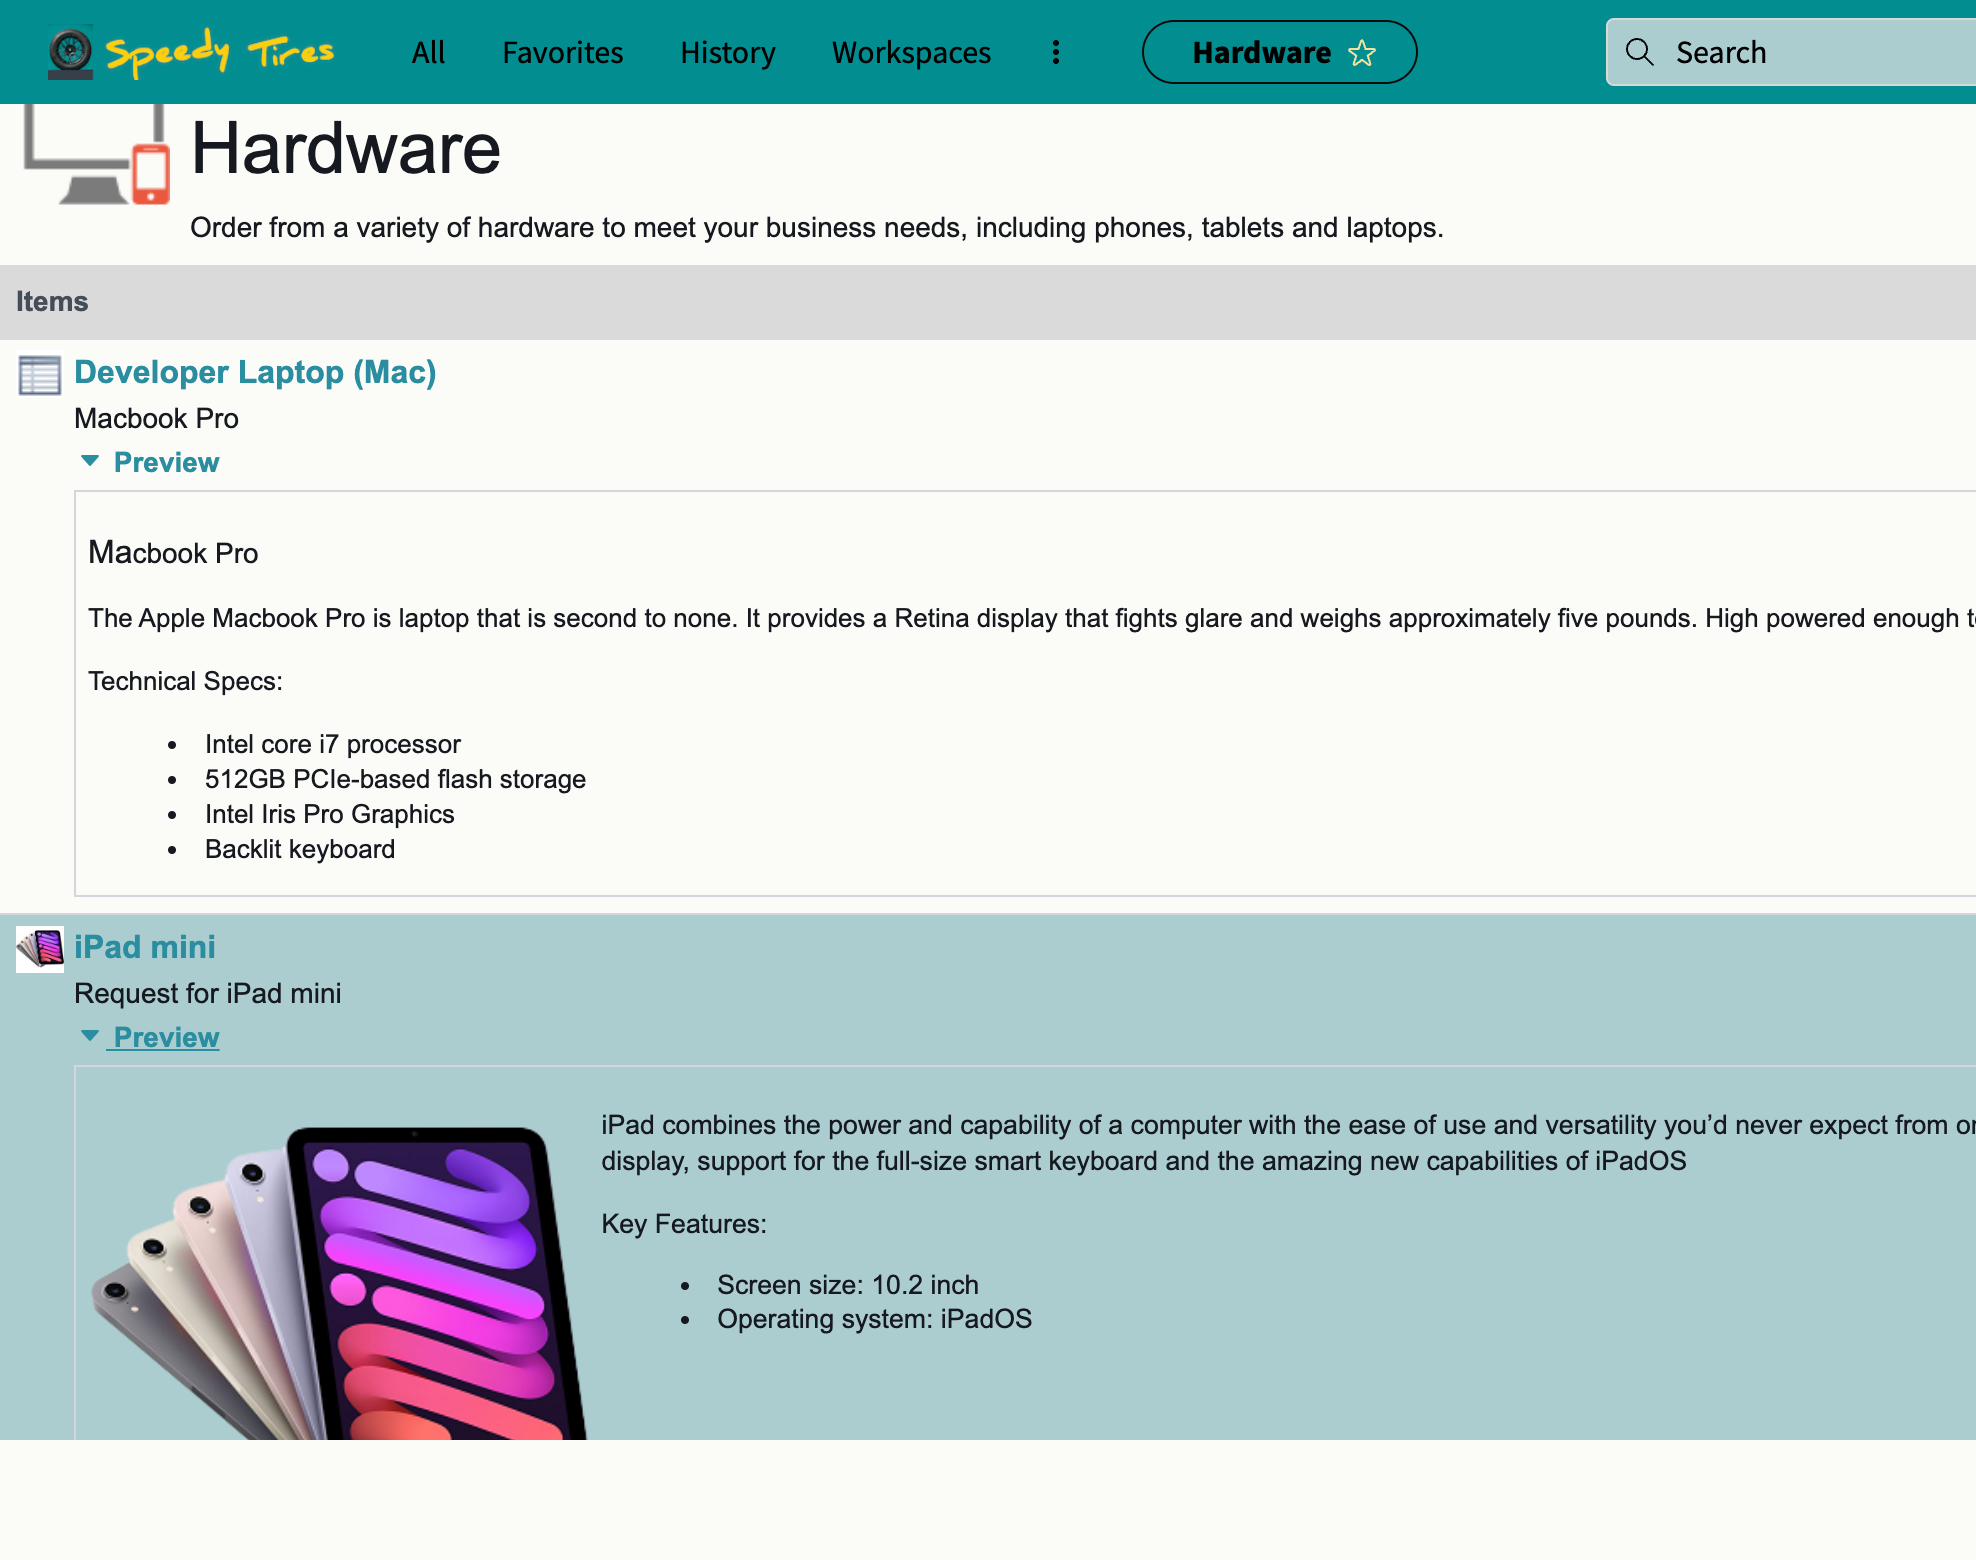 Speedy Tires
All
Favorites
History
Workspaces
Hardware
Search
Hardware
Order from a variety of hardware to meet your business needs, including phones, tablets and laptops.
Items
Developer Laptop (Mac)
Macbook Pro
Preview
Macbook Pro
The Apple Macbook Pro is laptop that is second to none. It provides a Retina display that fights glare and weighs approximately five pounds. High powered enough
Technical Specs:
Intel core i7 processor
512GB PCIe-based flash storage
Intel Iris Pro Graphics
Backlit keyboard
iPad mini
Request for iPad mini
Preview
iPad combines the power and capability of a computer with the ease of use and versatility you’d never expect from
display, support for the full-size smart keyboard and the amazing new capabilities of iPadOS
Key Features:
Screen size: 10.2 inch
Operating system: iPadOS